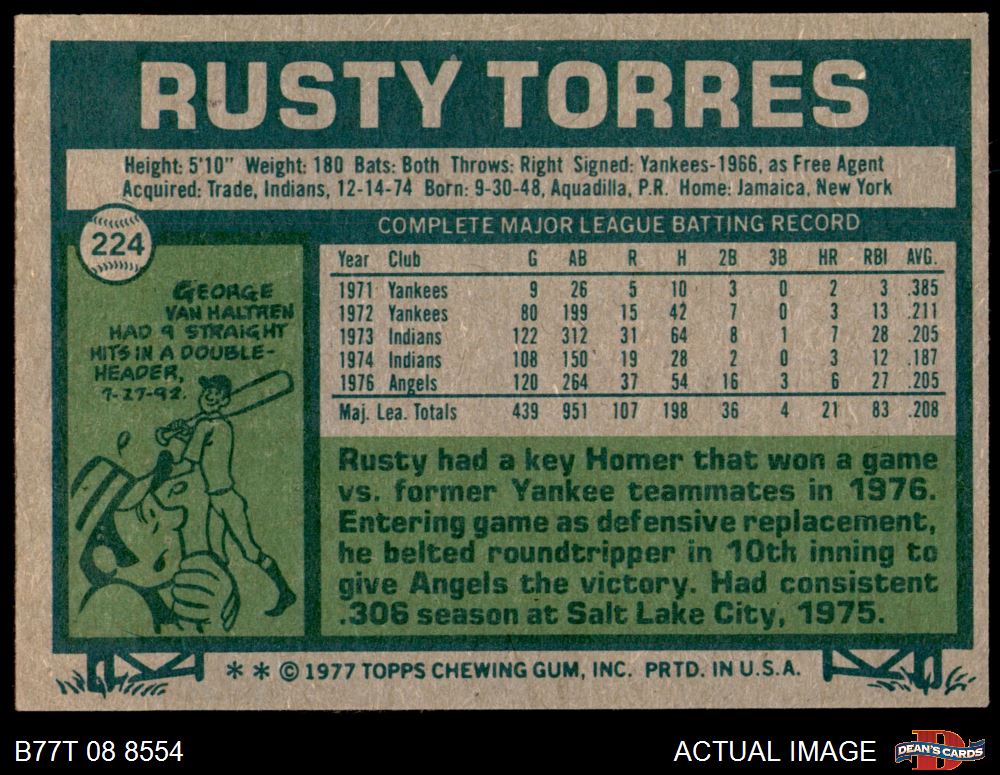 RUSTY TORRES
Height: 5'10" Weight: 180 Bats: Both Throws: Right Signed: Yankees-1966, as Free Agent
Acquired: Trade, Indians, 12-14-74 Born: 9-30-48, Aquadilla, P.R. Home: Jamaica, New York
224
GEORGE
VAN HALTREN
HAD 9 STRAIGHT
HITS IN A DOUBLE-
HEADER,
7-27-92.
COMPLETE MAJOR LEAGUE BATTING RECORD
Year Club G AB R H 2B 3B HR RBI AVG.
1971 Yankees 9 26 5 10 3 0 2 3 .385
1972 Yankees 80 199 15 42 7 0 3 13 .211
1973 Indians 122 312 31 64 8 1 7 28 .205
1974 Indians 108 150 19 28 2 0 3 12 .187
1976 Angels 120 264 37 54 16 3 6 27 .205
Maj. Lea. Totals 439 951 107 198 36 4 21 83 .208
Rusty had a key Homer that won a game
vs. former Yankee teammates in 1976.
Entering game as defensive replacement,
he belted roundtripper in 10th inning to
give Angels the victory. Had consistent
.306 season at Salt Lake City, 1975.
** © 1977 TOPPS CHEWING GUM, INC. PRTD. IN U.S.A.
B77T 08 8554
ACTUAL IMAGE
D
DEAN'S CARDS